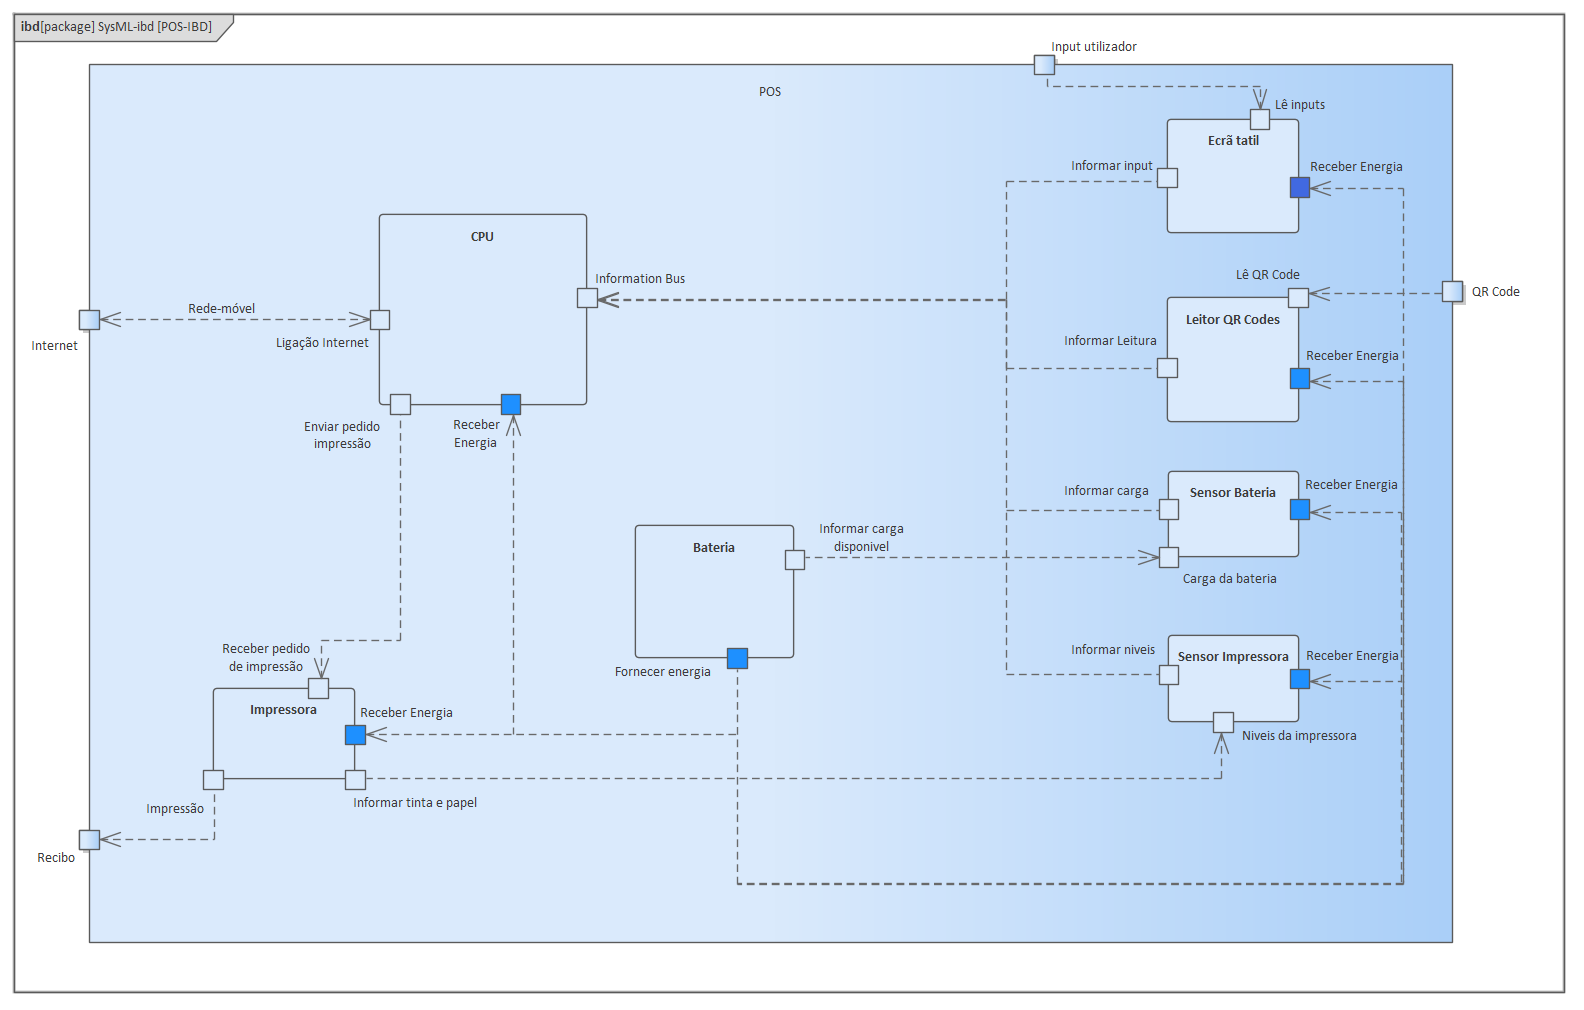 ibd[package] SysML-ibd [POS-IBD]
Input utilizador
POS
Lê inputs
Ecrã tatil
Informar input
Receber Energia
CPU
Information Bus
Lê QR Code
QR Code
Leitor QR Codes
Rede-móvel
Internet
Ligação Internet
Informar Leitura
Receber Energia
Enviar pedido
impressão
Receber
Energia
Informar carga
Sensor Bateria
Receber Energia
Bateria
Informar carga
disponivel
Carga da bateria
Receber pedido
de impressão
Fornecer energia
Informar niveis
Sensor Impressora
Receber Energia
Impressora
Receber Energia
Niveis da impressora
Impressão
Informar tinta e papel
Recibo